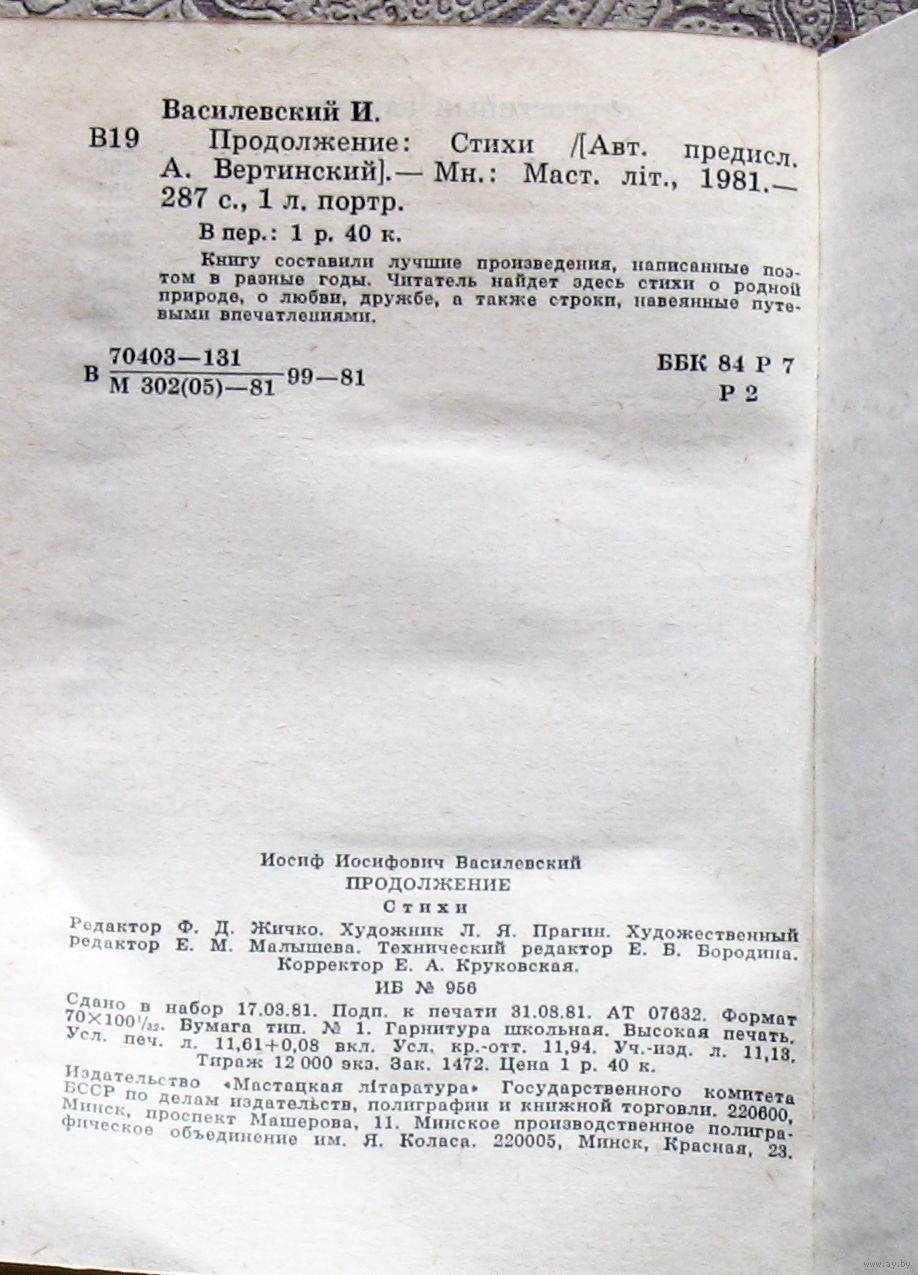 Василевский И.
В19 Продолжение: Стихи /[Авт. предисл.
А. Вертинский].— Мн.: Маст. лiт., 1981.—
287 с., 1 л. портр.
В пер.: 1 р. 40 к.
Книгу составили лучшие произведения, написанные поэ-
том в разные годы. Читатель найдет здесь стихи о родной
природе, о любви, дружбе, а также строки, навеянные путе-
выми впечатлениями.
70403—131
В 99—81
М 302(05)—81
ББК 84 Р 7
Р 2
Иосиф Иосифович Василевский
ПРОДОЛЖЕНИЕ
Стихи
Редактор Ф. Д. Жичко. Художник Л. Я. Прагин. Художественный
редактор Е. М. Малышева. Технический редактор Е. В. Бородина.
Корректор Е. А. Круковская.
ИБ № 956
Сдано в набор 17.03.81. Подп. к печати 31.08.81. АТ 07632. Формат
70×100¹/₃₂. Бумага тип. № 1. Гарнитура школьная. Высокая печать.
Усл. печ. л. 11,61+0,08 вкл. Усл. кр.-отт. 11,94. Уч.-изд. л. 11,13.
Тираж 12 000 экз. Зак. 1472. Цена 1 р. 40 к.
Издательство «Мастацкая лiтаратура» Государственного комитета
БССР по делам издательств, полиграфии и книжной торговли. 220600,
Минск, проспект Машерова, 11. Минское производственное полигра-
фическое объединение им. Я. Коласа. 220005, Минск, Красная, 23.
www.ay.by